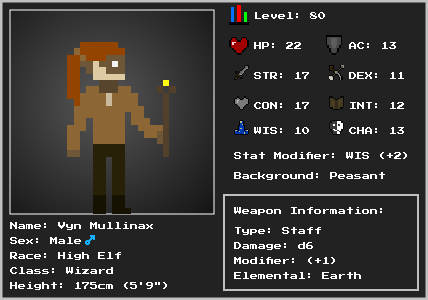 Level: 80
HP: 22 AC: 13
STR: 17 DEX: 11
CON: 17 INT: 12
WIS: 10 CHA: 13
Stat Modifier: WIS (+2)
Background: Peasant
Name: Vyn Mullinax
Sex: Male ♂
Race: High Elf
Class: Wizard
Height: 175cm (5'9")
Weapon Information:
Type: Staff
Damage: d6
Modifier: (+1)
Elemental: Earth